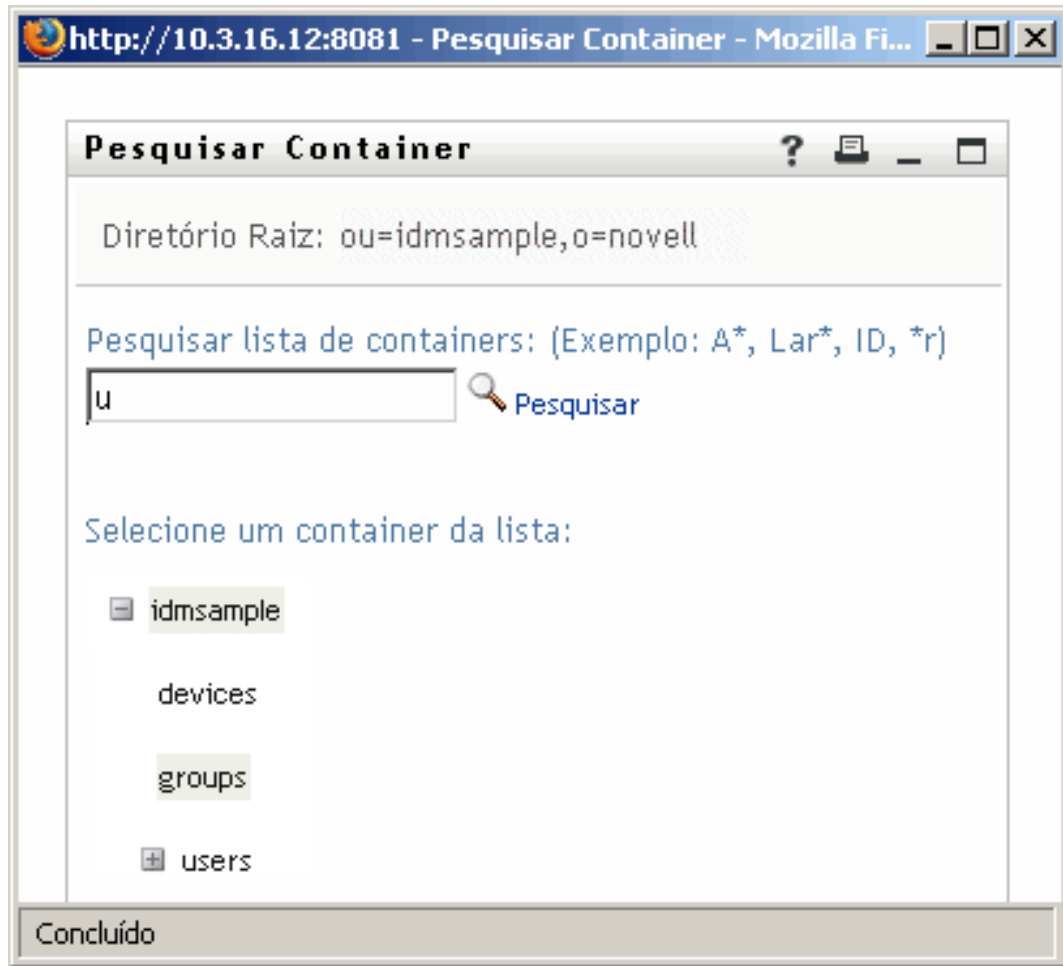 http://10.3.16.12:8081 - Pesquisar Container - Mozilla Fi...
Pesquisar Container
Diretório Raiz: ou=idmsample,o=novell
Pesquisar lista de containers: (Exemplo: A*, Lar*, ID, *r)
u
Pesquisar
Selecione um container da lista:
idmsample
devices
groups
users
Concluído